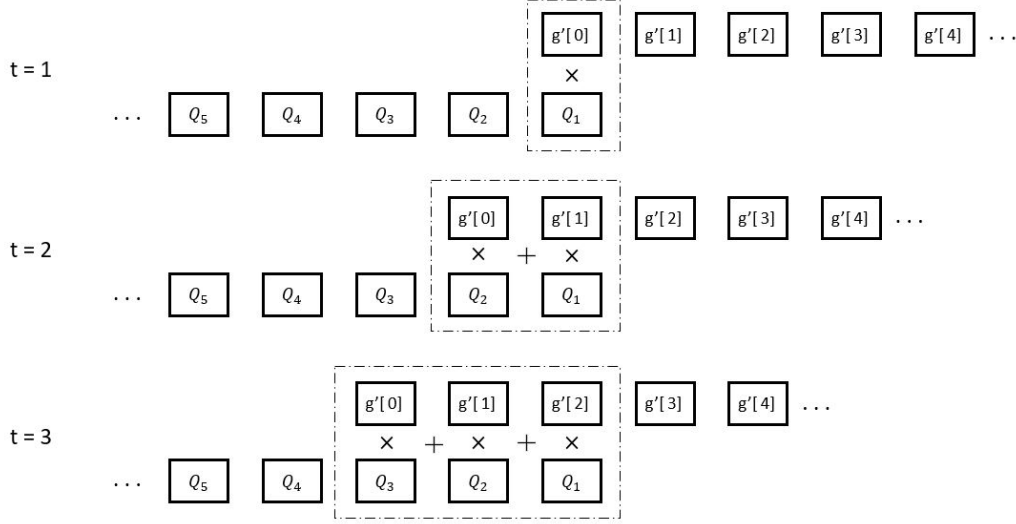 g'[0] g'[1] g'[2] g'[3] g'[4] ...
t = 1
×
... Q₅ Q₄ Q₃ Q₂ Q₁
g'[0] g'[1] g'[2] g'[3] g'[4] ...
t = 2
× + ×
... Q₅ Q₄ Q₃ Q₂ Q₁
g'[0] g'[1] g'[2] g'[3] g'[4] ...
t = 3
× + × + ×
... Q₅ Q₄ Q₃ Q₂ Q₁